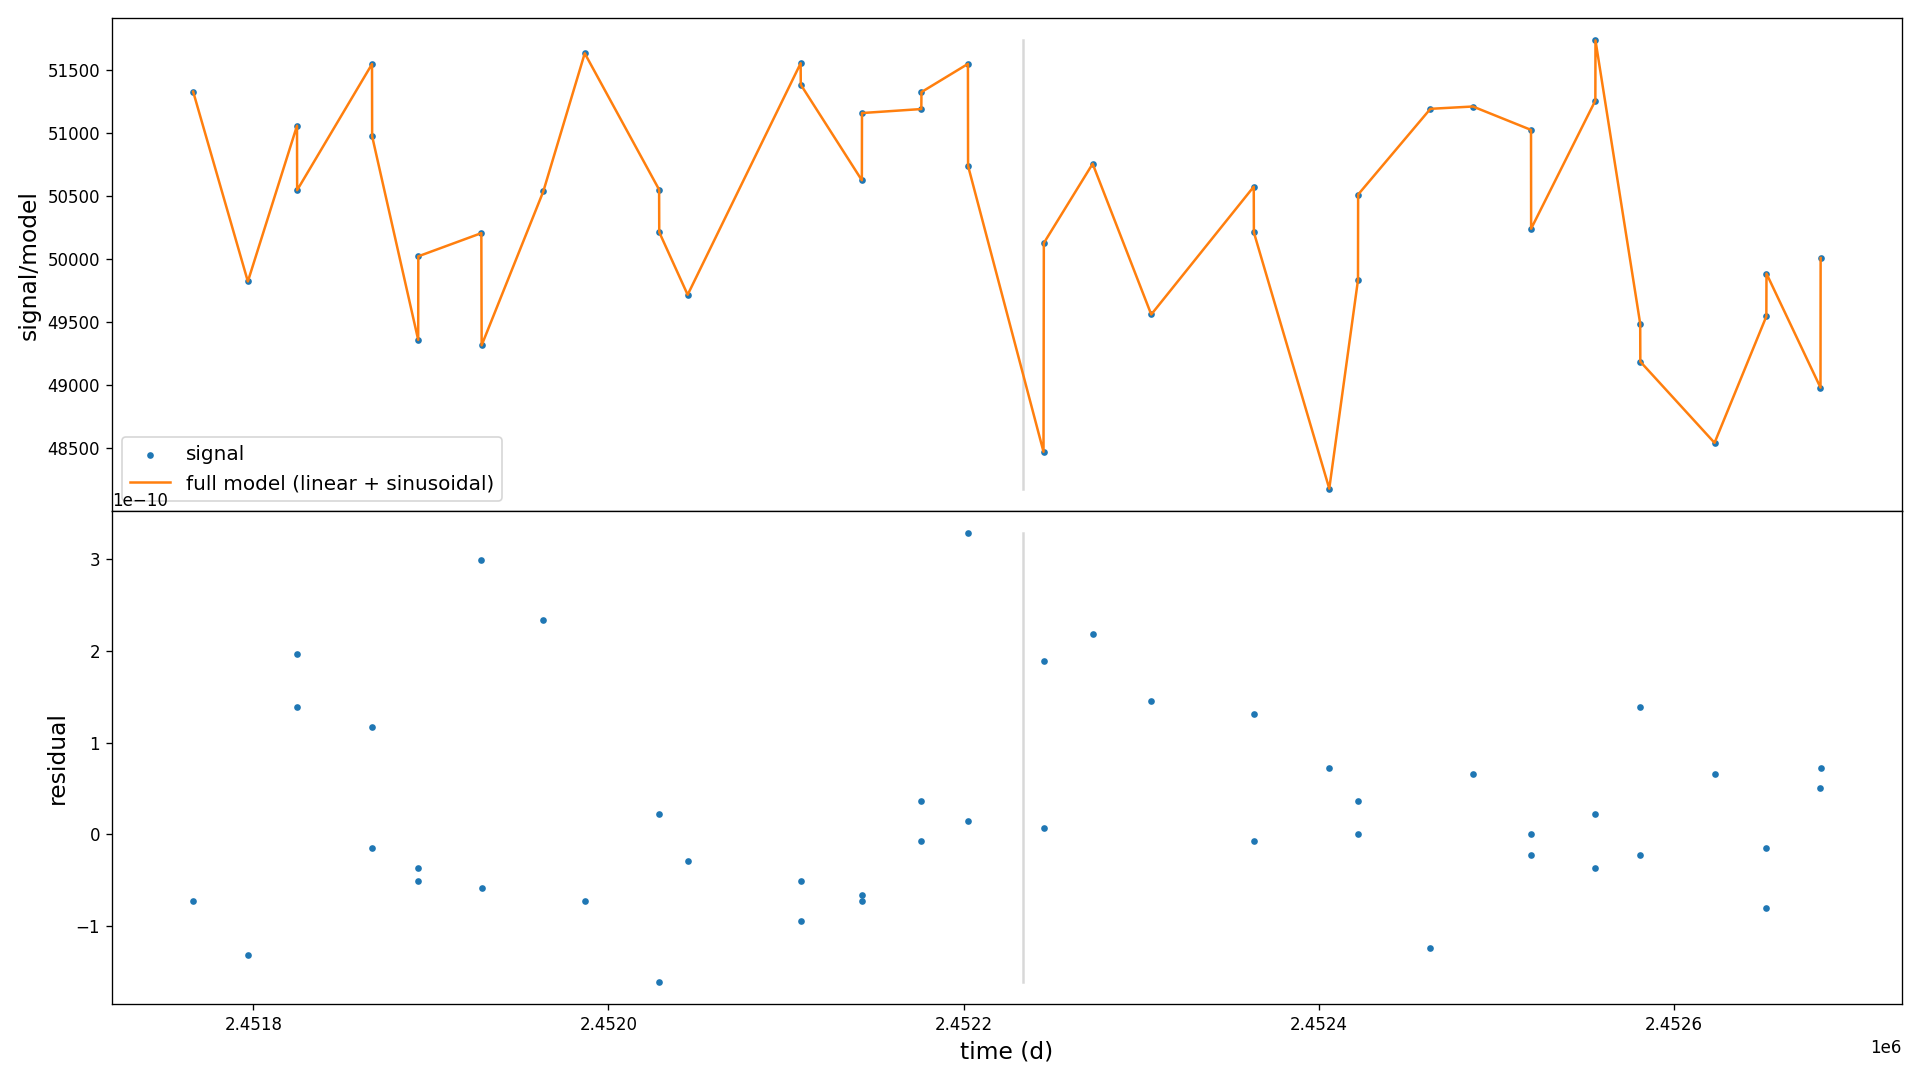 51500
51000
50500
50000
49500
49000
48500
signal/model
signal
full model (linear + sinusoidal)
1e−10
3
2
1
0
−1
residual
2.4518
2.4520
2.4522
2.4524
2.4526
time (d)
1e6